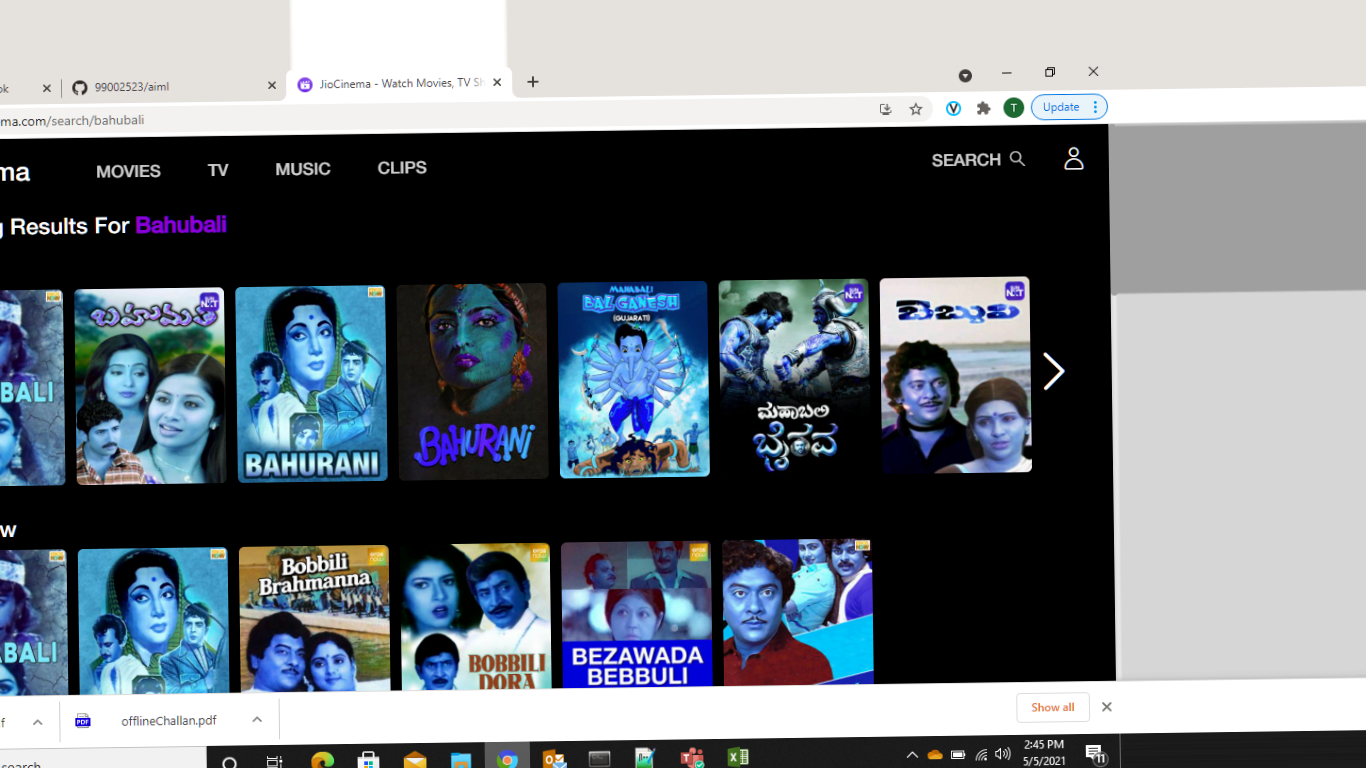 ok
99002523/aiml
JioCinema - Watch Movies, TV Sh
ma.com/search/bahubali
T
Update
ma
MOVIES
TV
MUSIC
CLIPS
SEARCH
g Results For Bahubali
BALI
ಬಹುಮತ
BAHURANI
BAHURANI
MAHABALI
BAL GANESH
(GUJARATI)
ಮಹಾಬಲಿ
ಭೈರವ
బెబ్బులి
w
ABALI
Bobbili
Brahmanna
BOBBILI
DORA
BEZAWADA
BEBBULI
f
PDF
offlineChallan.pdf
Show all
search
2:45 PM
5/5/2021
11